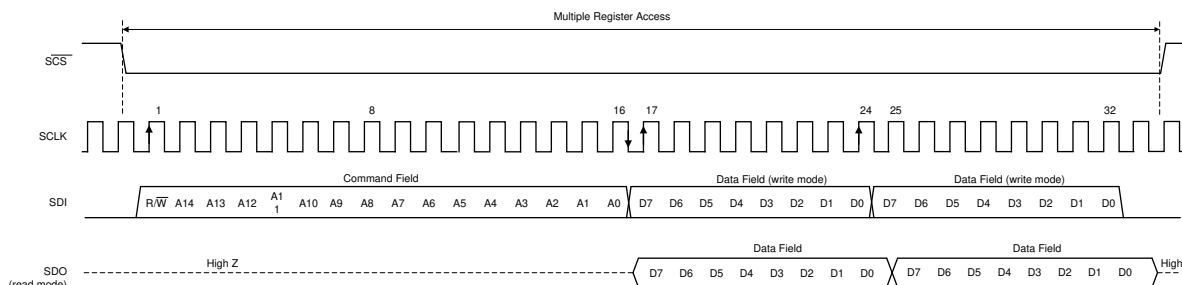 Multiple Register Access
SCS
1 8 16 17 24 25 32
SCLK
Command Field Data Field (write mode) Data Field (write mode)
SDI R/W A14 A13 A12 A11 A10 A9 A8 A7 A6 A5 A4 A3 A2 A1 A0 D7 D6 D5 D4 D3 D2 D1 D0 D7 D6 D5 D4 D3 D2 D1 D0
Data Field Data Field
High Z High
SDO D7 D6 D5 D4 D3 D2 D1 D0 D7 D6 D5 D4 D3 D2 D1 D0
(read mode)